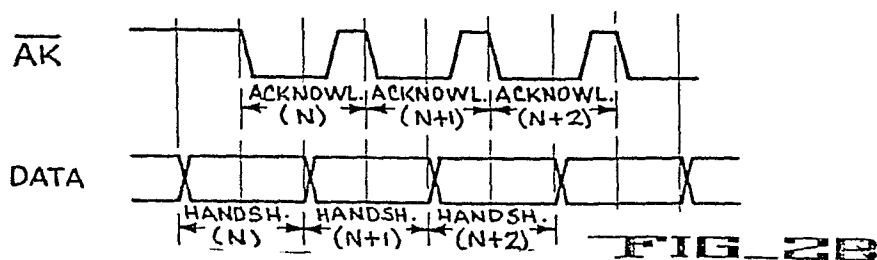 AK
ACKNOWL. ACKNOWL. ACKNOWL.
(N) (N+1) (N+2)
DATA
HANDSH. HANDSH. HANDSH.
(N) (N+1) (N+2)
FIG_2B